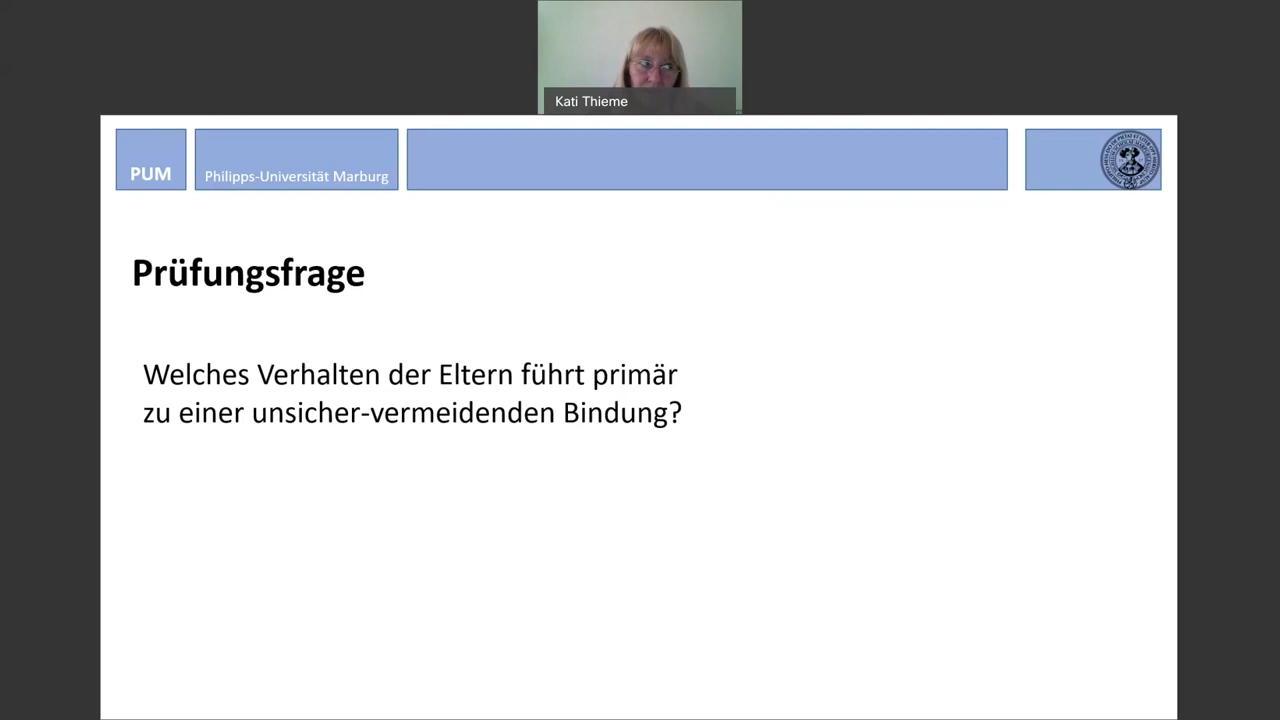 Kati Thieme
PUM
Philipps-Universität Marburg
Prüfungsfrage
Welches Verhalten der Eltern führt primär
zu einer unsicher-vermeidenden Bindung?